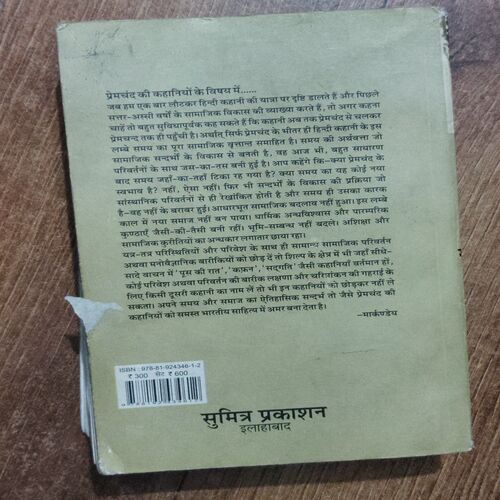 प्रेमचंद की कहानियों के विषय में......
जब हम एक बार लौटकर हिन्दी कहानी की यात्रा पर दृष्टि डालते हैं और पिछले
सत्तर-अस्सी वर्षों के सामाजिक विकास की व्याख्या करते हैं, तो अगर कहना
चाहें तो बहुत सुविधापूर्वक कह सकते हैं कि कहानी अब तक प्रेमचन्द से चलकर
प्रेमचन्द तक ही पहुँची है। अर्थात् सिर्फ प्रेमचन्द के भीतर ही हिन्दी कहानी के इस
लम्बे समय का पूरा सामाजिक वृत्तान्त समाहित है। समय की अर्थवत्ता जो
सामाजिक सन्दर्भों के विकास से बनती है, वह आज भी, बहुत साधारण
परिवर्तनों के साथ जस-का-तस बनी हुई है। आप कहेंगे कि-क्या प्रेमचन्द के
बाद समय जहाँ-का-तहाँ टिका रह गया है? क्या समय का यह कोई नया
स्वभाव है? नहीं, ऐसा नहीं। फिर भी सन्दर्भों के विकास की प्रक्रिया जो
सांस्थानिक परिवर्तनों से ही रेखांकित होती है और समय ही उसका कारक
है-वह नहीं के बराबर हुई। आधारभूत सामाजिक बदलाव नहीं हुआ। इस लम्बे
काल में नया समाज नहीं बन पाया। धार्मिक अन्धविश्वास और पारम्परिक
कुण्ठाएँ जैसी-की-तैसी बनी रहीं। भूमि-सम्बन्ध नहीं बदले। अशिक्षा और
सामाजिक कुरीतियों का अन्धकार लगातार छाया रहा।
यत्र-तत्र परिस्थितियों और परिवेश के साथ ही सामान्य सामाजिक परिवर्तन
अथवा मनोवैज्ञानिक बारीकियों को छोड़ दें तो शिल्प के क्षेत्र में भी जहाँ सीधे-
सादे वाचन में 'पूस की रात', 'कफ़न', 'सद्गति' जैसी कहानियाँ वर्तमान हों,
कोई परिवेश अथवा परिवर्तन की बारीक लक्षणा और चरित्रांकन की गहराई के
लिए किसी दूसरी कहानी का नाम लें तो भी इन कहानियों को छोड़कर नहीं ले
सकता। अपने समय और समाज का ऐतिहासिक सन्दर्भ तो जैसे प्रेमचन्द की
कहानियों को समस्त भारतीय साहित्य में अमर बना देता है।
-मार्कण्डेय
ISBN : 978-81-924346-1-2
₹ 300 सेट ₹ 600
सुमित्र प्रकाशन
इलाहाबाद